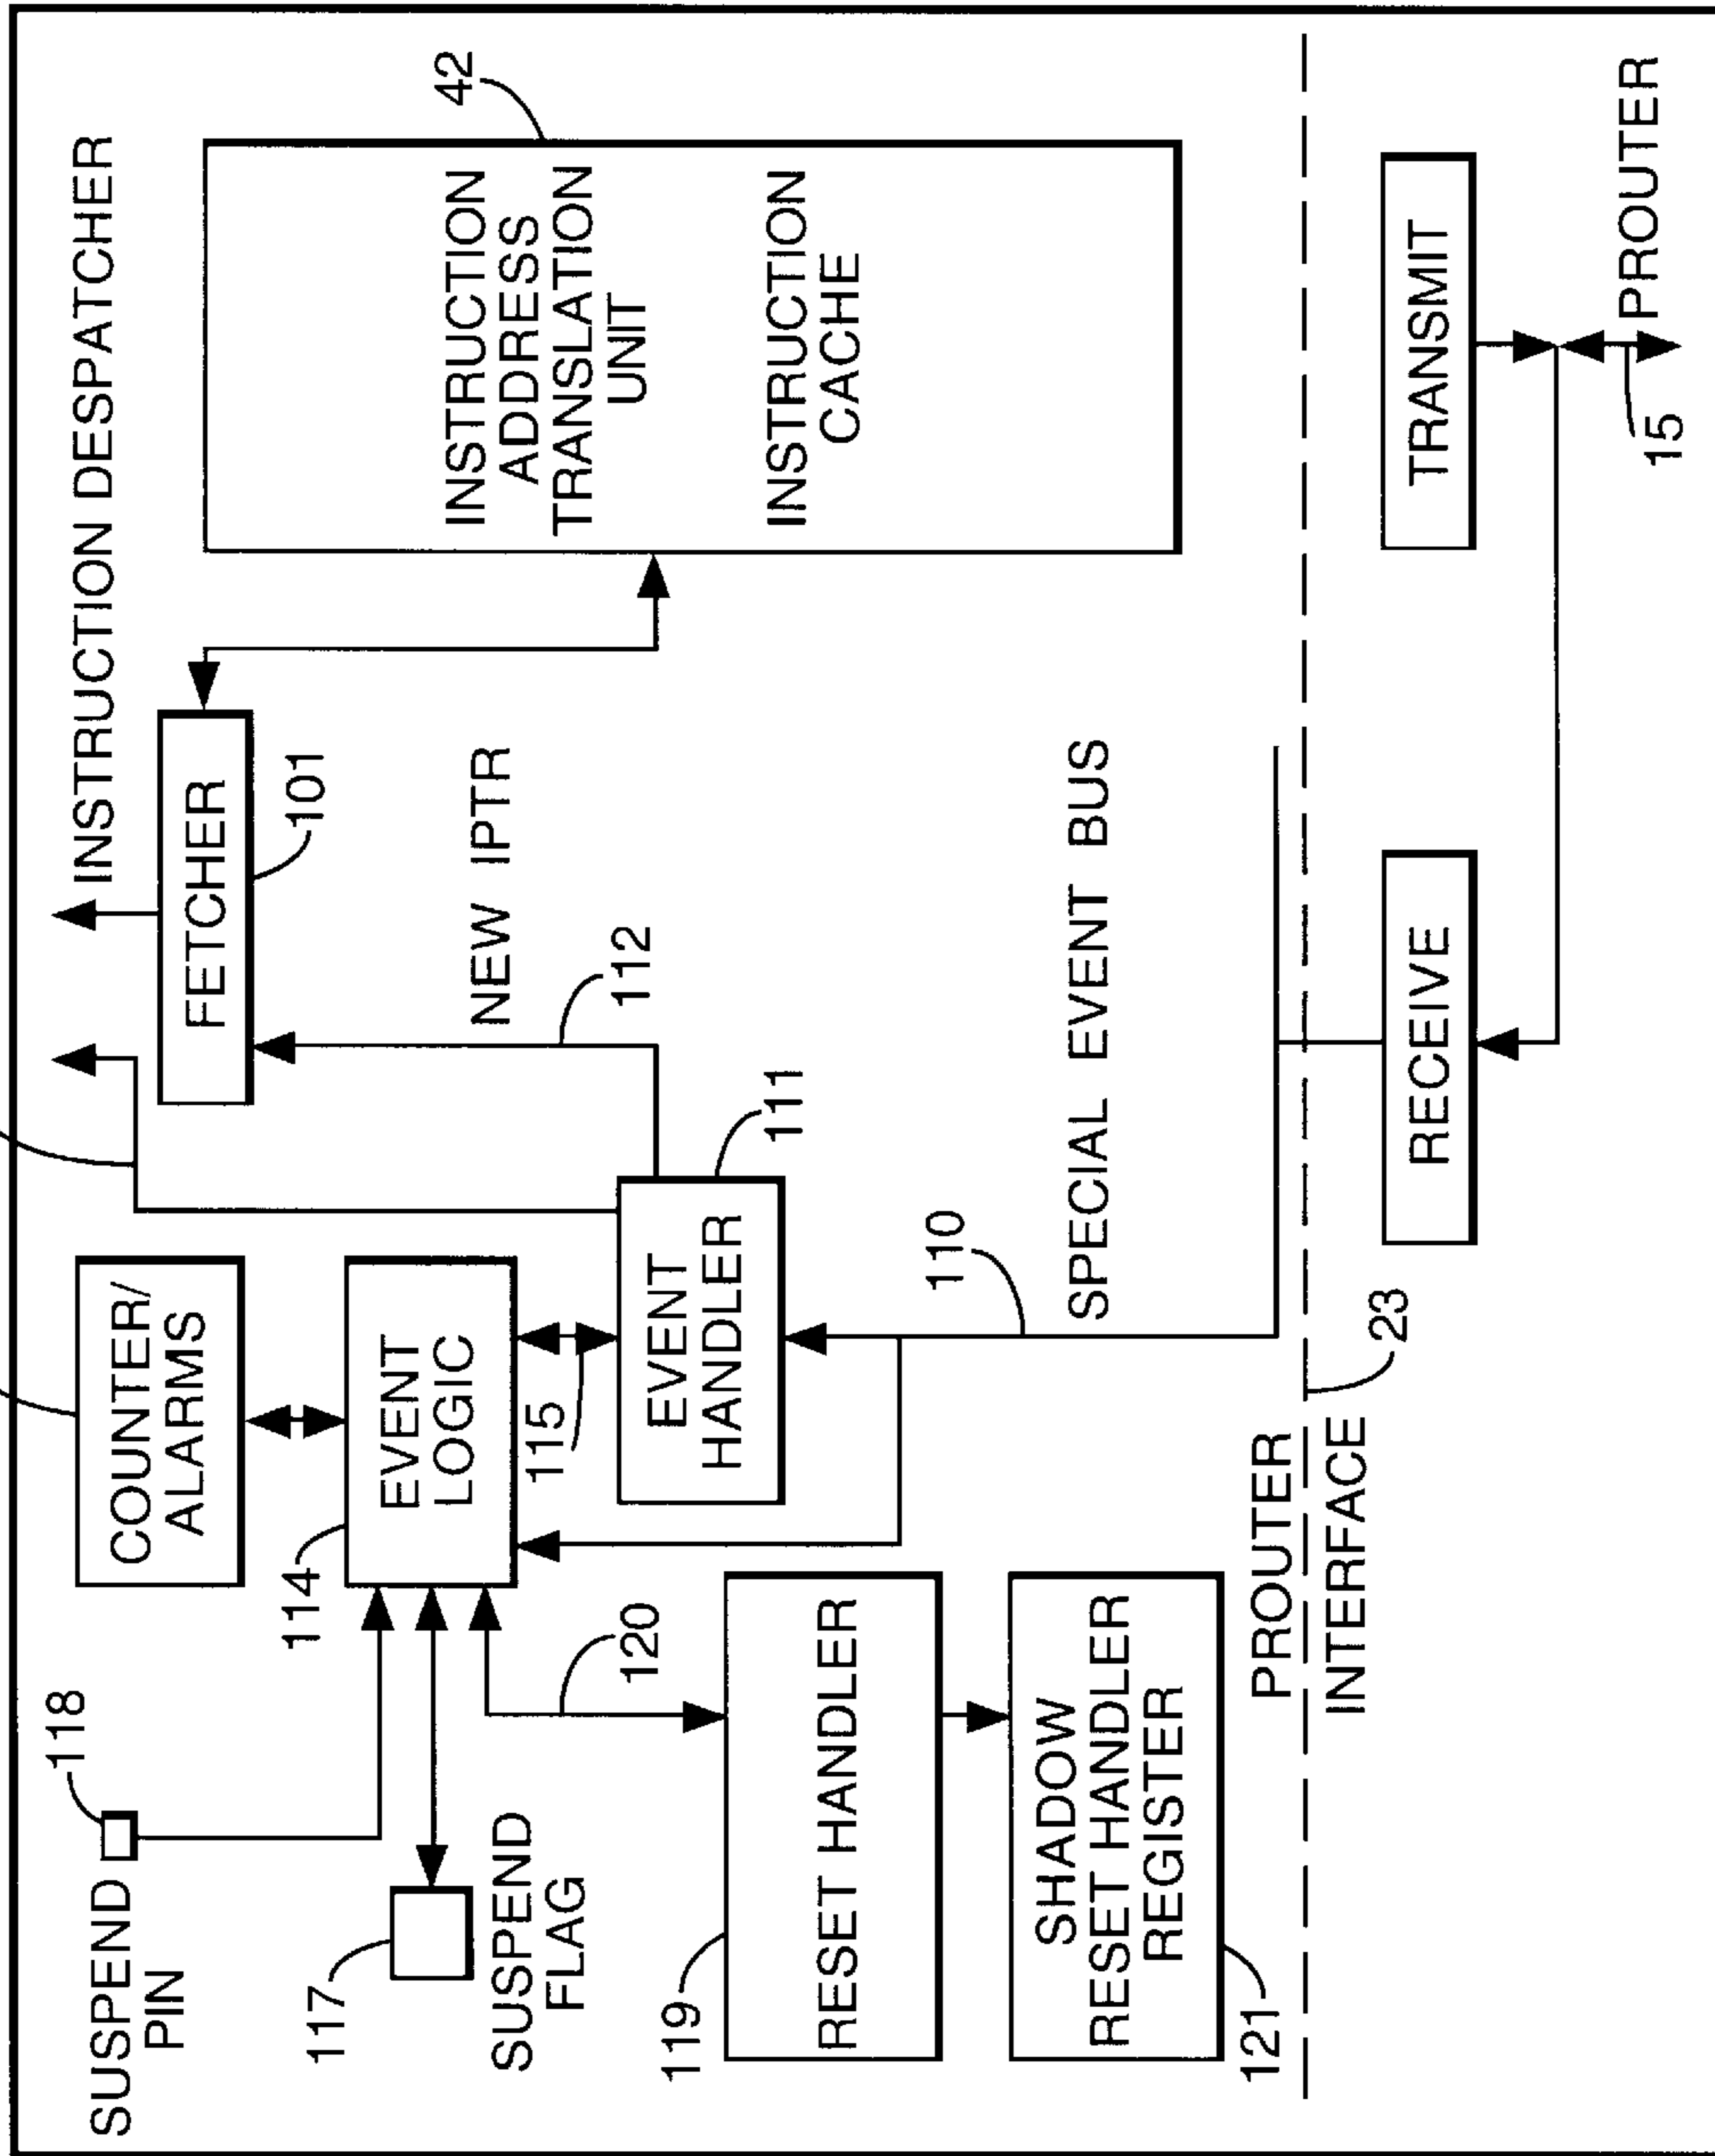 SUSPEND
PIN
118
COUNTER/
ALARMS
INSTRUCTION DESPATCHER
FETCHER
101
117
SUSPEND
FLAG
114
EVENT
LOGIC
115
NEW IPTR
112
42
INSTRUCTION
ADDRESS
TRANSLATION
UNIT
INSTRUCTION
CACHE
120
119
RESET HANDLER
EVENT
HANDLER
111
110
SPECIAL EVENT BUS
SHADOW
RESET HANDLER
REGISTER
121
PROUTER
INTERFACE
23
RECEIVE
TRANSMIT
15
PROUTER